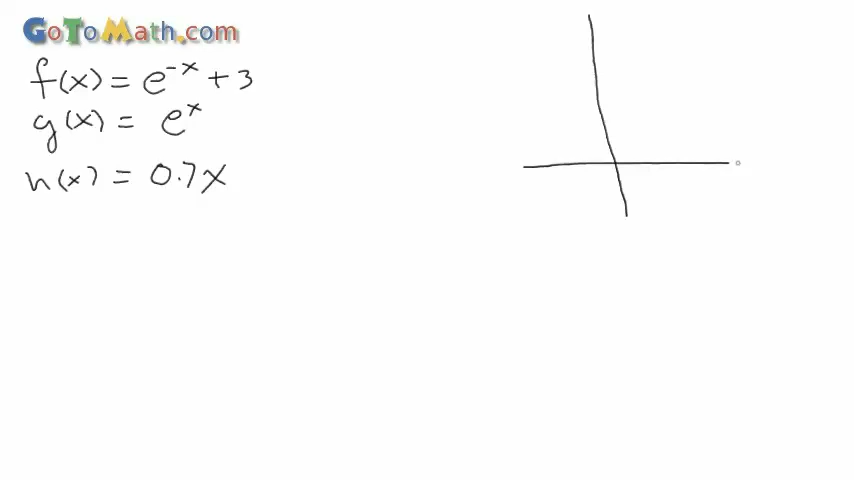 GoToMath.com
f(x) = e^{-x} + 3
g(x) = e^x
h(x) = 0.7x